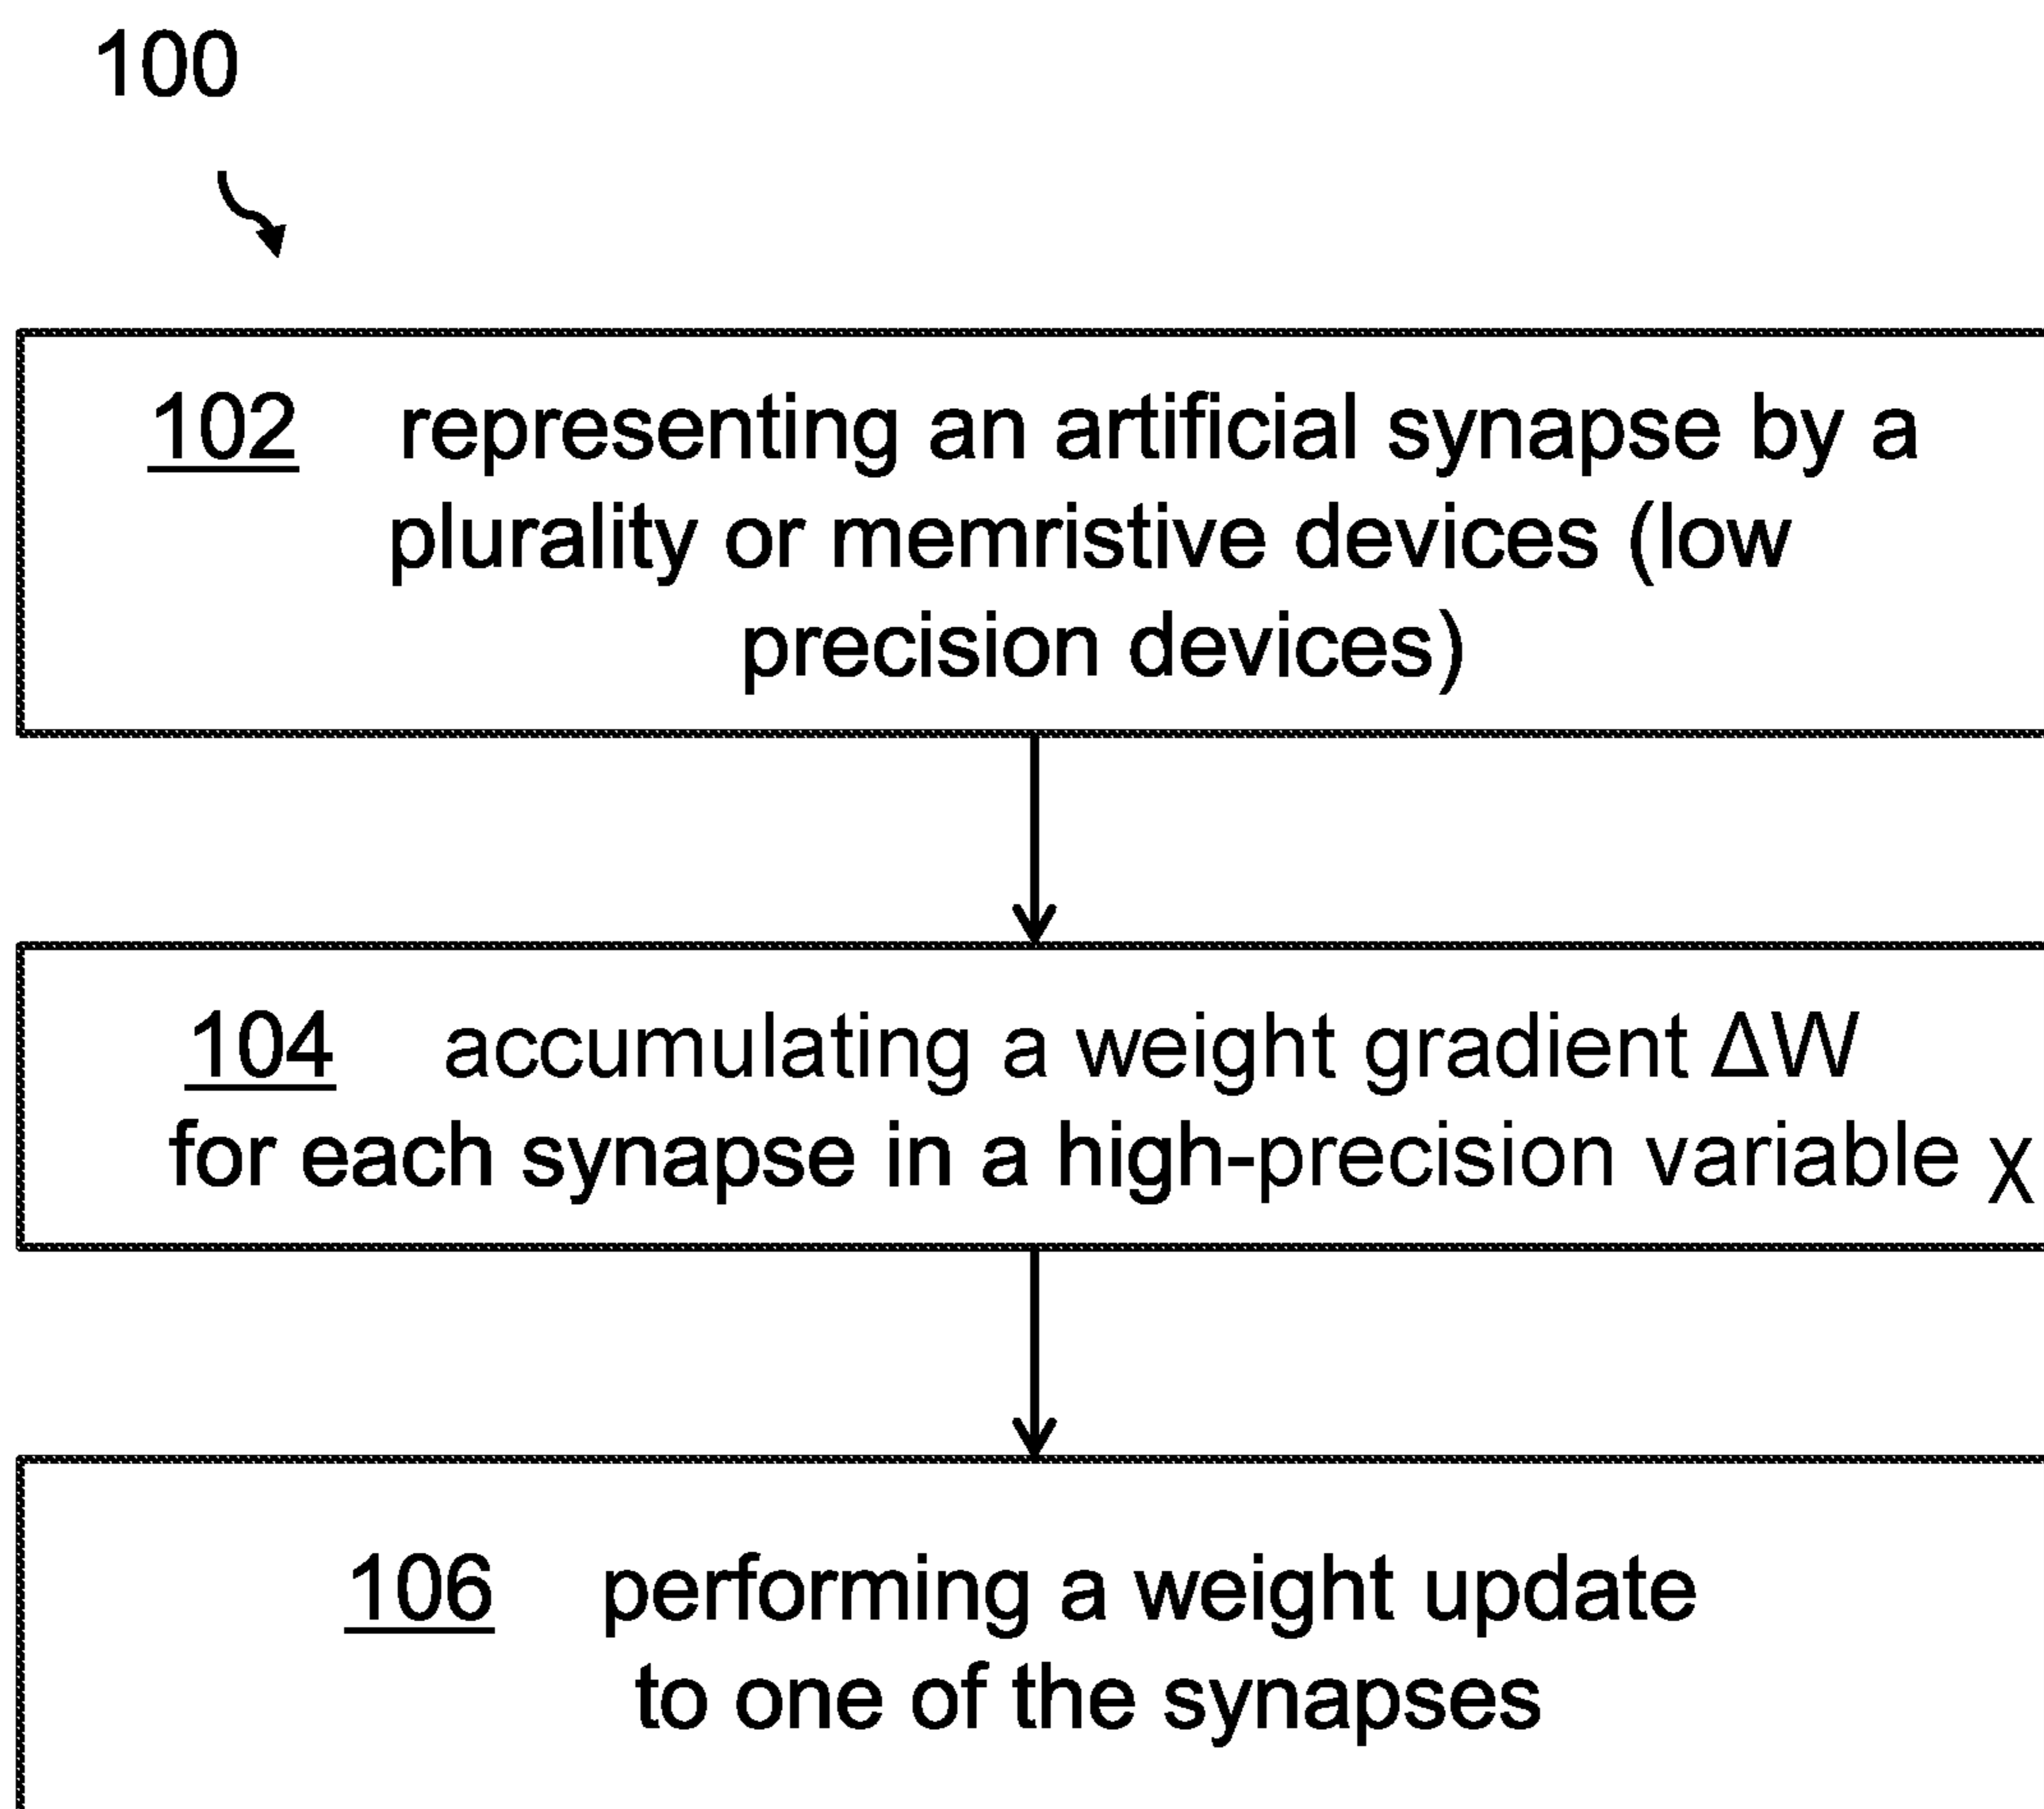 100
102 representing an artificial synapse by a
plurality or memristive devices (low
precision devices)
104 accumulating a weight gradient ΔW
for each synapse in a high-precision variable χ
106 performing a weight update
to one of the synapses